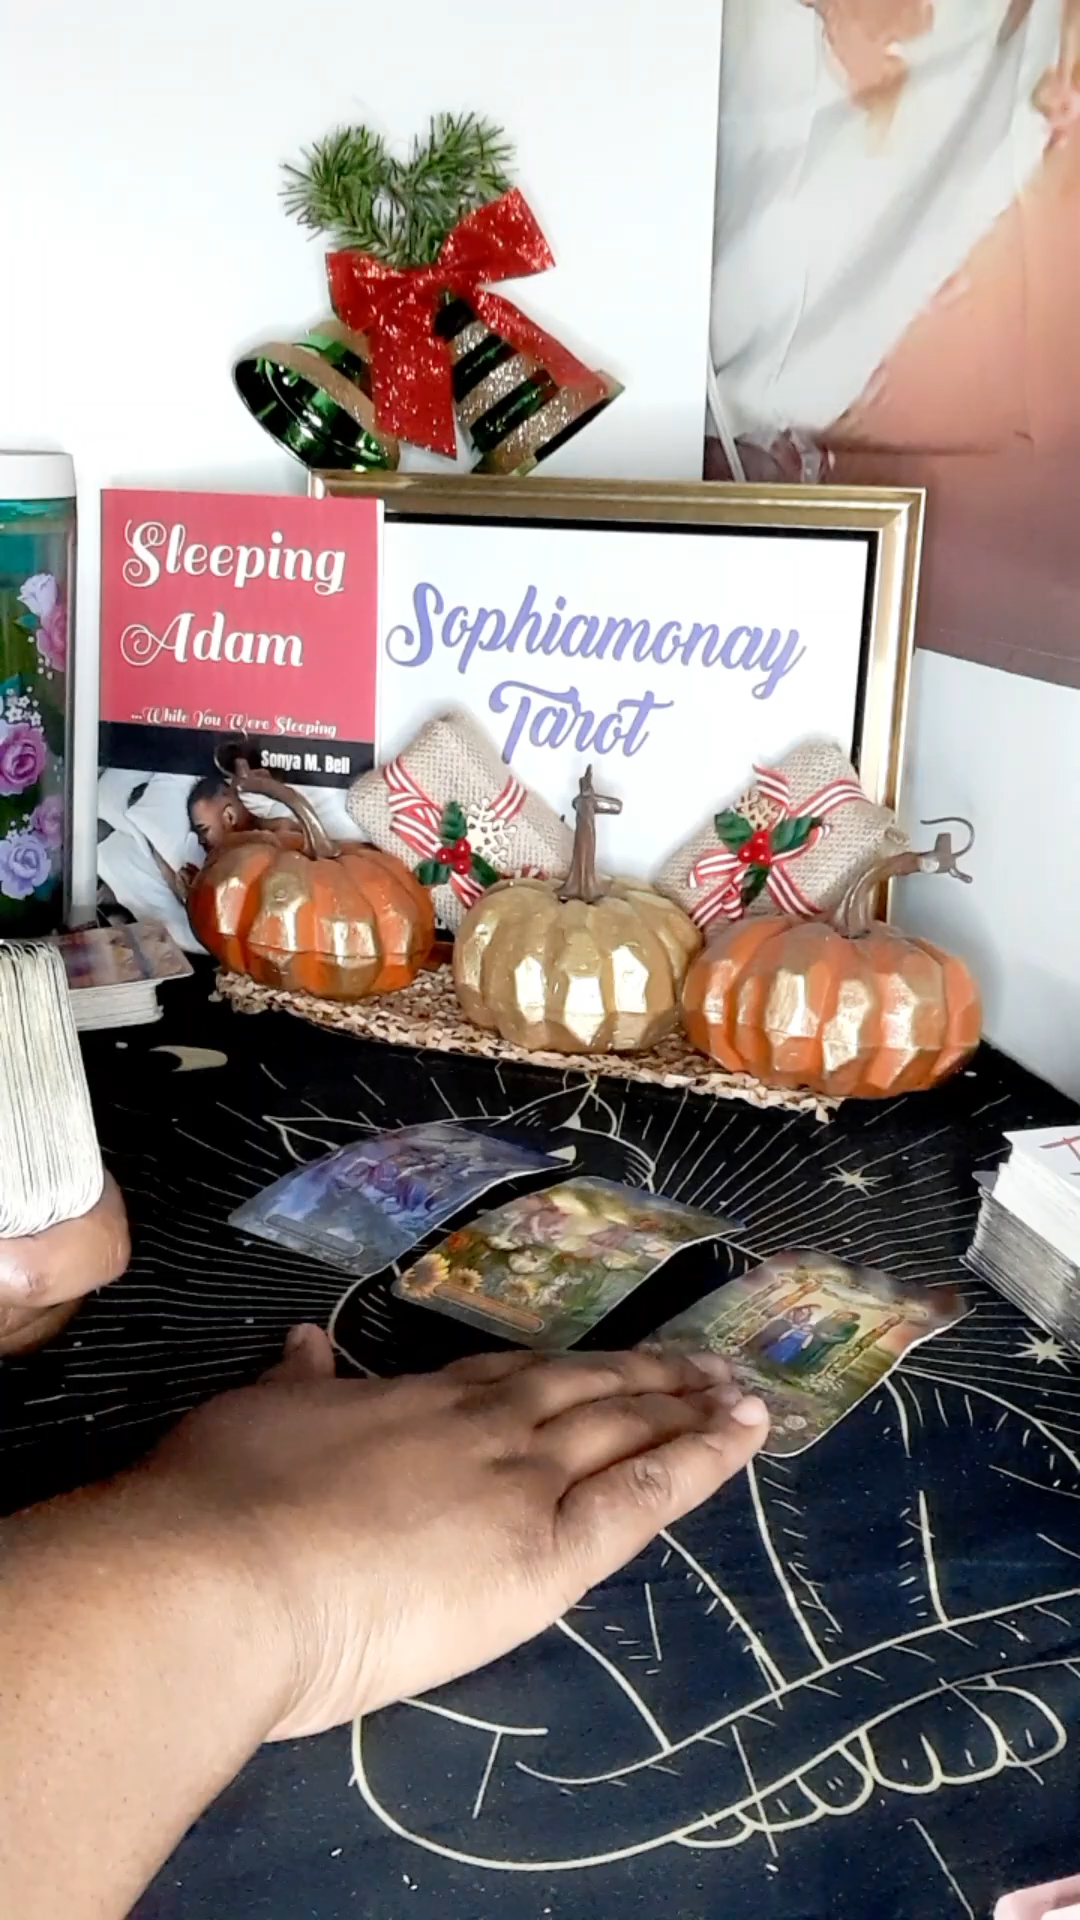 Sleeping
Adam
...While You Were Sleeping
Sonya M. Bell
Sophiamonay
Tarot